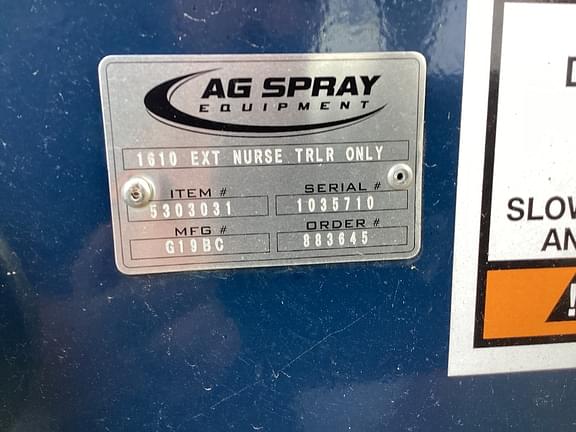 AG SPRAY
EQUIPMENT
1610 EXT NURSE TRLR ONLY
ITEM # SERIAL #
5303031 1035710
MFG # ORDER #
G19BC 883645
D
SLOW
AN
!